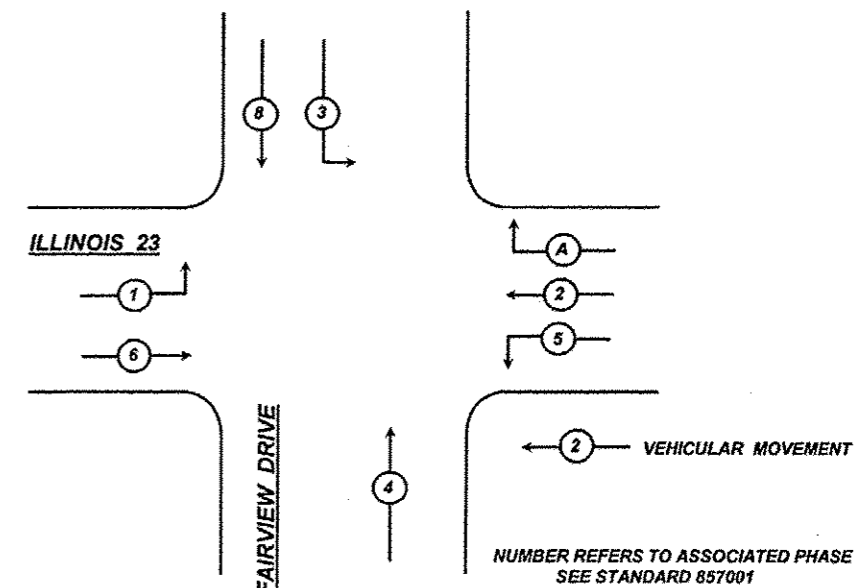 8 3
ILLINOIS 23
A
1 2
5
6
FAIRVIEW DRIVE
2 VEHICULAR MOVEMENT
4
NUMBER REFERS TO ASSOCIATED PHASE
SEE STANDARD 857001